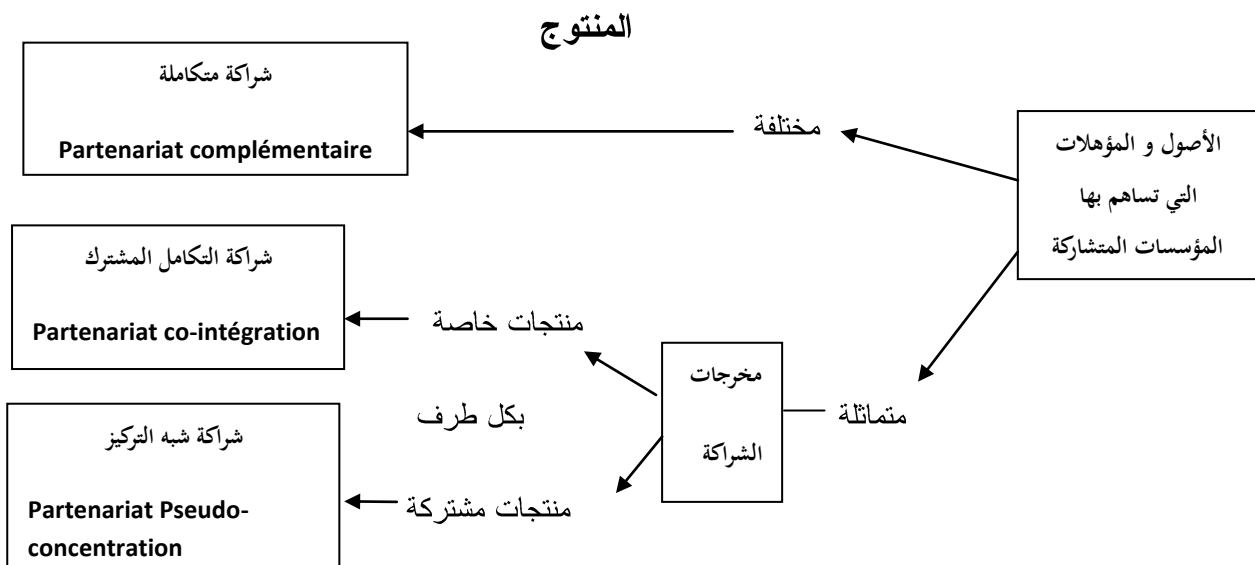 المنتوج
الأصول و المؤهلات
التي تساهم بها
المؤسسات المتشاركة
مختلفة
شراكة متكاملة
Partenariat complémentaire
متماثلة
مخرجات
الشراكة
منتجات خاصة
بكل طرف
شراكة التكامل المشترك
Partenariat co-intégration
منتجات مشتركة
شراكة شبه التركيز
Partenariat Pseudo-
concentration